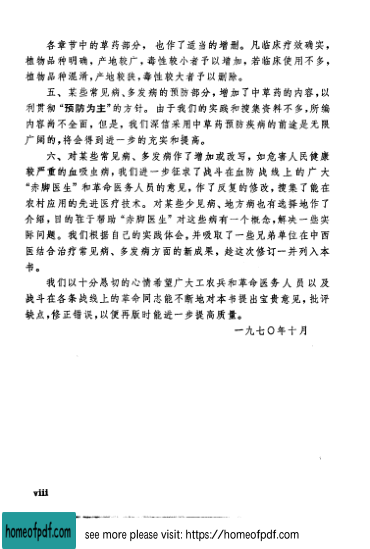 各章节中的草药部分，也作了适当的增删。凡临床疗效确实，
植物品种明确，产地较广，毒性较小者予以增加，若临床使用不多，
植物品种混淆，产地较狭，毒性较大者予以删除。
五、某些常见病、多发病的预防部分，增加了中草药的内容，以
利贯彻“预防为主”的方针。由于我们的实践和搜集资料不多，所编
内容尚不全面，但是，我们深信采用中草药预防疾病的前途是无限
广阔的，将会得到进一步的充实和提高。
六、对某些常见病、多发病作了增加或改写，如危害人民健康
较严重的血吸虫病，我们进一步征求了战斗在血防战线上的广大
“赤脚医生”和革命医务人员的意见，作了反复的修改，搜集了能在
农村应用的先进医疗技术。对某些少见病、地方病也有选择地作了
介绍，目的在于帮助“赤脚医生”对这些病有一个概念，解决一些实
际问题。我们根据自己的实践体会，并吸取了一些兄弟单位在中西
医结合治疗常见病、多发病方面的新成果，趁这次修订一并列入本
书。
我们以十分恳切的心情希望广大工农兵和革命医务人员以及
战斗在各条战线上的革命同志能不断地对本书提出宝贵意见，批评
缺点，修正错误，以便再版时能进一步提高质量。
一九七〇年十月
viii
homeofpdf.com
see more please visit: https://homeofpdf.com